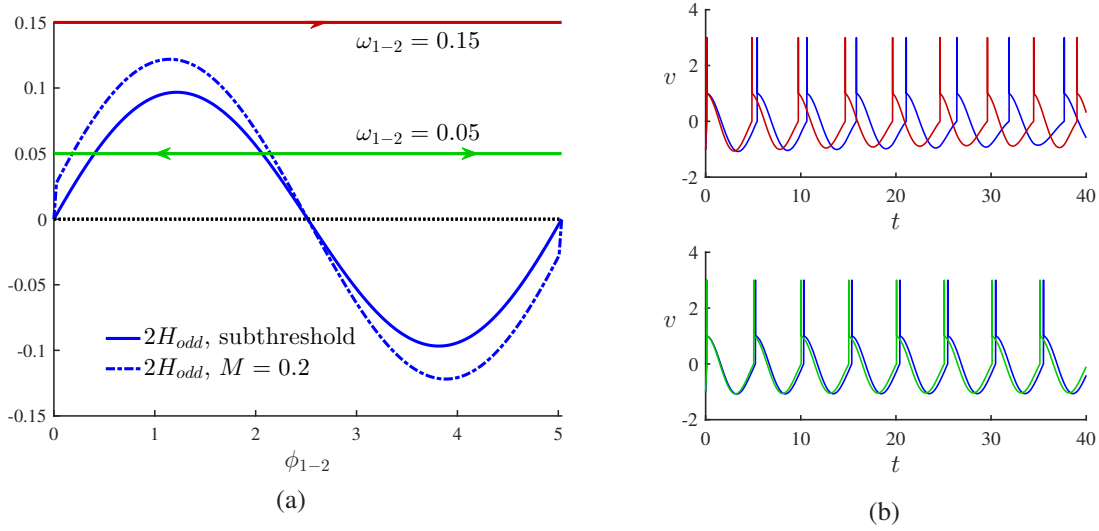 0.15
0.1
0.05
0
-0.05
-0.1
-0.15
ω₁₋₂ = 0.15
ω₁₋₂ = 0.05
2H_odd, subthreshold
2H_odd, M = 0.2
0 1 2 3 4 5
ϕ₁₋₂
(a)
4
2
v
0
-2
0 10 20 30 40
t
4
2
v
0
-2
0 10 20 30 40
t
(b)